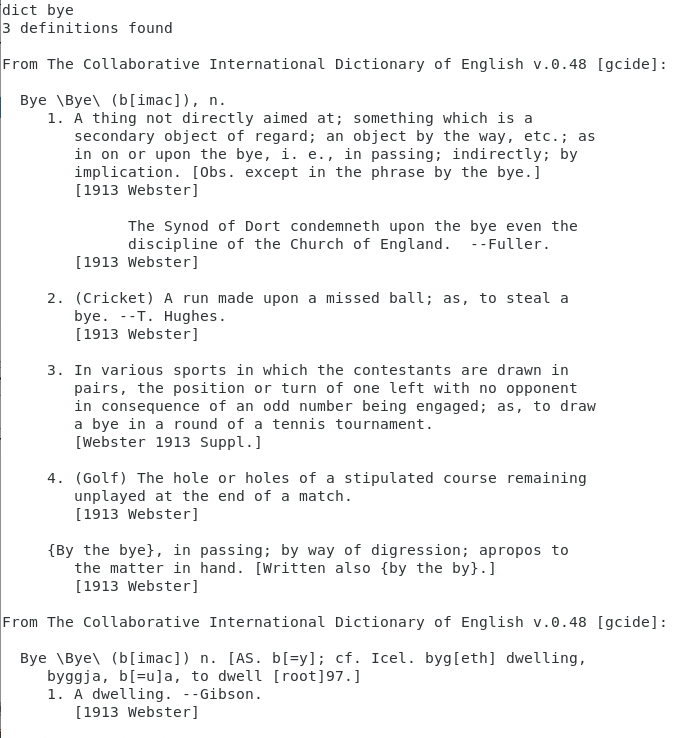 dict bye
3 definitions found
From The Collaborative International Dictionary of English v.0.48 [gcide]:
Bye \Bye\ (b[imac]), n.
1. A thing not directly aimed at; something which is a
secondary object of regard; an object by the way, etc.; as
in on or upon the bye, i. e., in passing; indirectly; by
implication. [Obs. except in the phrase by the bye.]
[1913 Webster]
The Synod of Dort condemneth upon the bye even the
discipline of the Church of England.  --Fuller.
[1913 Webster]
2. (Cricket) A run made upon a missed ball; as, to steal a
bye. --T. Hughes.
[1913 Webster]
3. In various sports in which the contestants are drawn in
pairs, the position or turn of one left with no opponent
in consequence of an odd number being engaged; as, to draw
a bye in a round of a tennis tournament.
[Webster 1913 Suppl.]
4. (Golf) The hole or holes of a stipulated course remaining
unplayed at the end of a match.
[1913 Webster]
{By the bye}, in passing; by way of digression; apropos to
the matter in hand. [Written also {by the by}.]
[1913 Webster]
From The Collaborative International Dictionary of English v.0.48 [gcide]:
Bye \Bye\ (b[imac]) n. [AS. b[=y]; cf. Icel. byg[eth] dwelling,
byggja, b[=u]a, to dwell [root]97.]
1. A dwelling. --Gibson.
[1913 Webster]